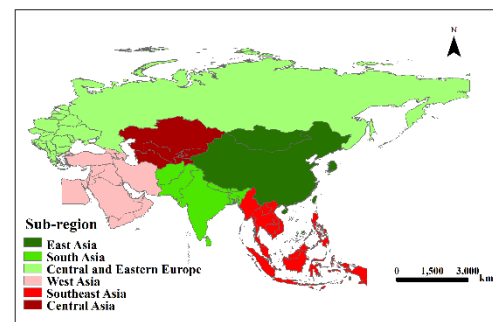 N
Sub-region
East Asia
South Asia
Central and Eastern Europe
West Asia
Southeast Asia
Central Asia
0 1,500 3,000
km